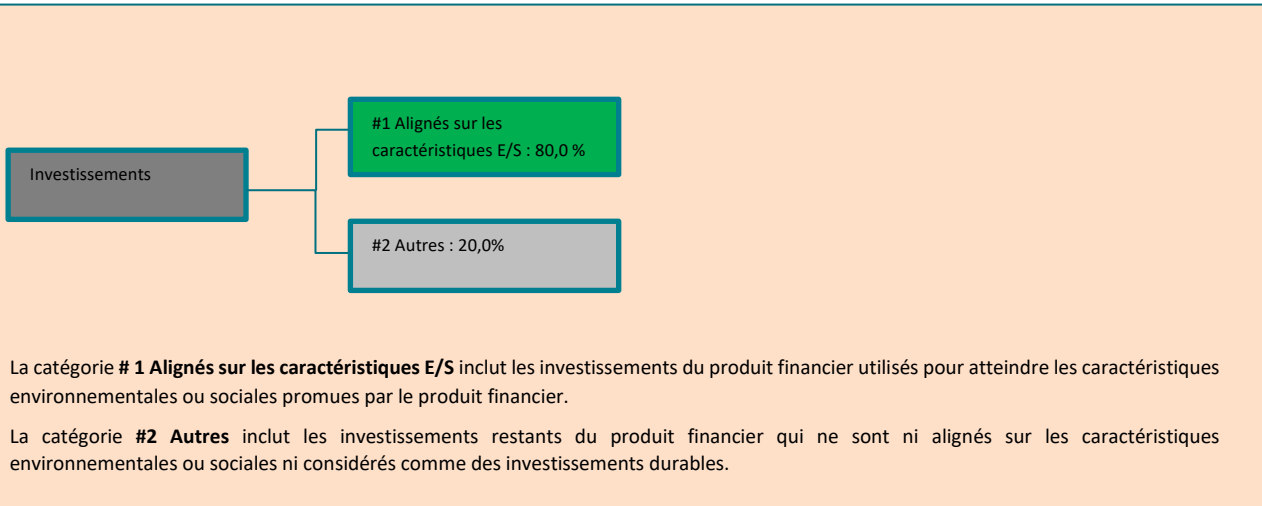 #1 Alignés sur les
caractéristiques E/S : 80,0 %
Investissements
#2 Autres : 20,0%
La catégorie # 1 Alignés sur les caractéristiques E/S inclut les investissements du produit financier utilisés pour atteindre les caractéristiques
environnementales ou sociales promues par le produit financier.
La catégorie #2 Autres inclut les investissements restants du produit financier qui ne sont ni alignés sur les caractéristiques
environnementales ou sociales ni considérés comme des investissements durables.